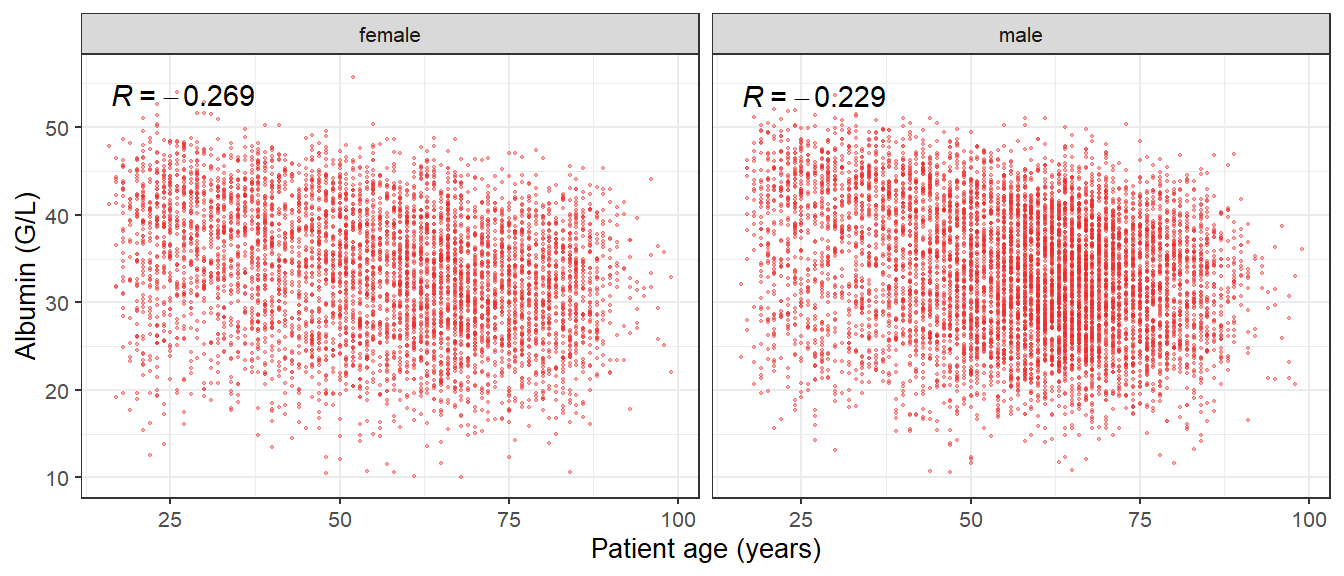 female
male
R = −0.269
R = −0.229
Albumin (G/L)
50
40
30
20
10
25 50 75 100
25 50 75 100
Patient age (years)